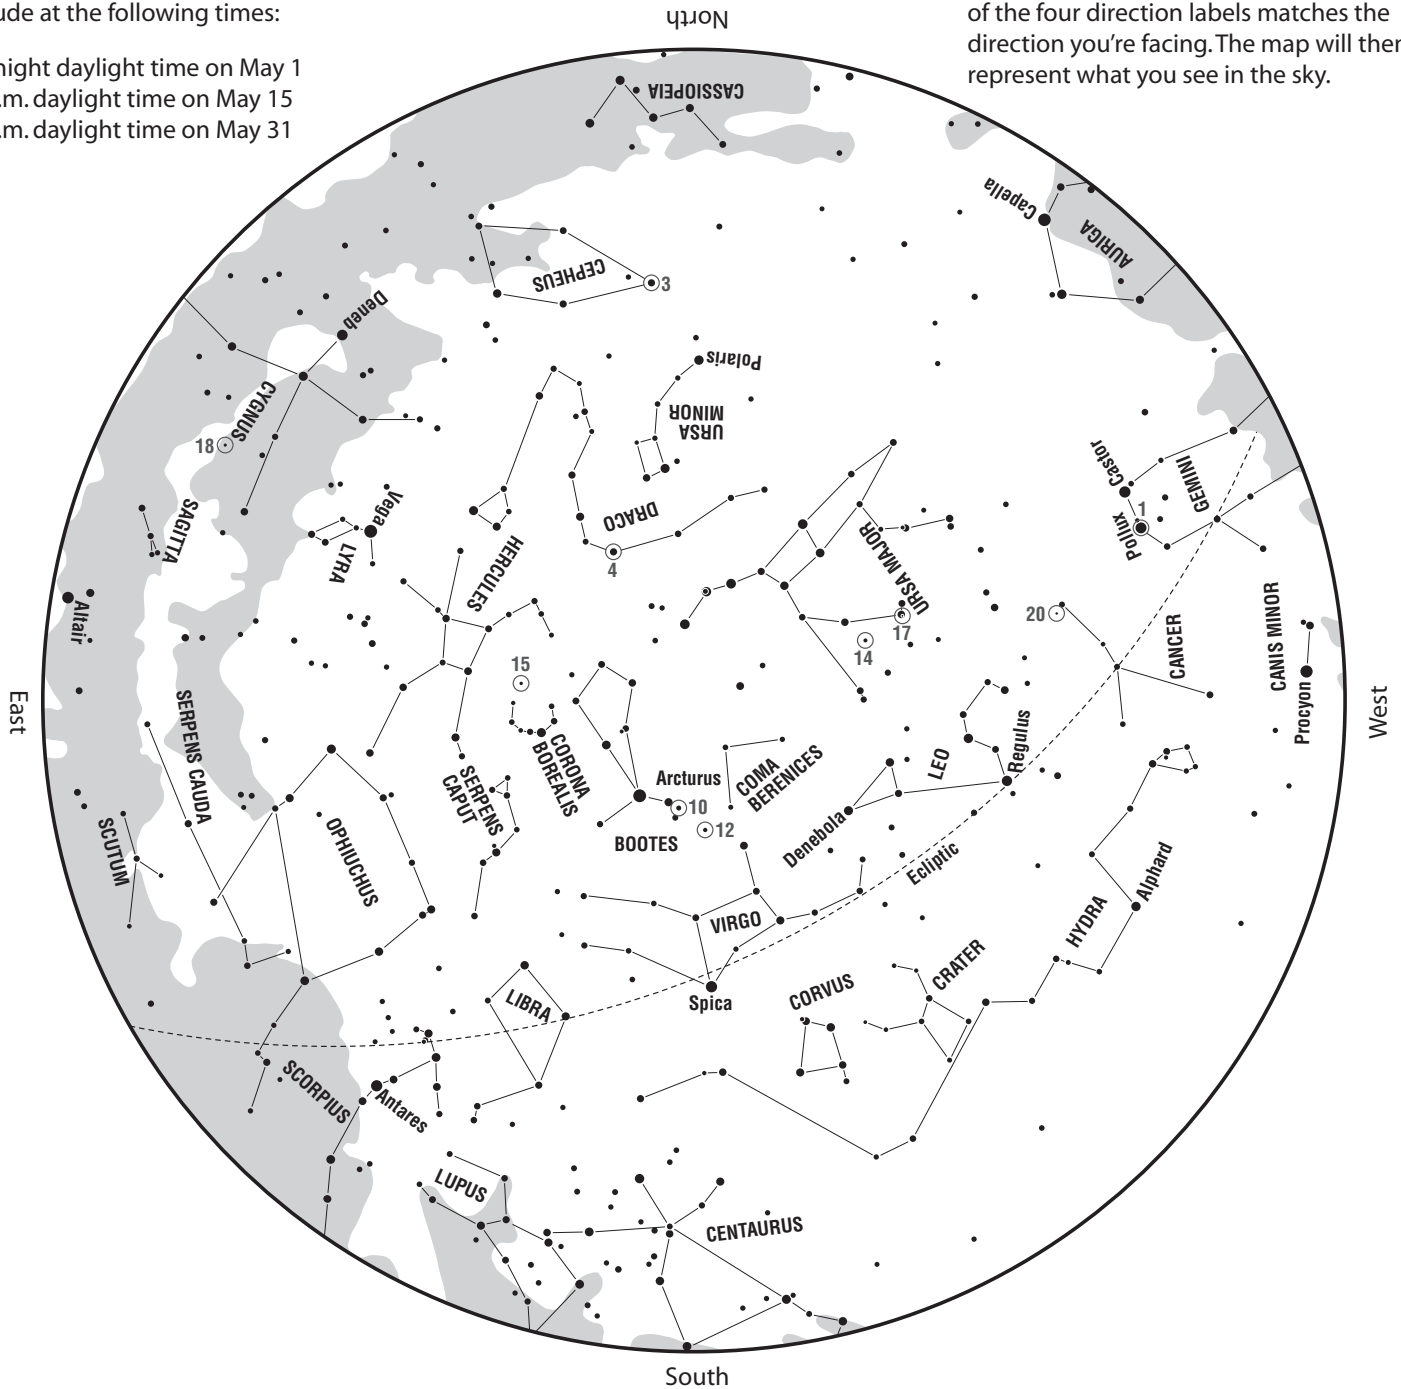 ude at the following times:
night daylight time on May 1
.m. daylight time on May 15
.m. daylight time on May 31
of the four direction labels matches the
direction you're facing. The map will then
represent what you see in the sky.
North
CASSIOPEIA
Capella
AURIGA
CEPHEUS
3
Deneb
Polaris
CYGNUS
18
URSA
MINOR
Castor
GEMINI
1
Pollux
SAGITTA
Vega
LYRA
DRACO
4
HERCULES
URSA MAJOR
17
14
20
CANCER
CANIS MINOR
Procyon
Altair
15
East
West
SERPENS CAUDA
CORONA
BOREALIS
SERPENS
CAPUT
Arcturus
10
12
BOOTES
COMA
BERENICES
LEO
Regulus
Denebola
Ecliptic
SCUTUM
OPHIUCHUS
VIRGO
Alphard
HYDRA
CRATER
CORVUS
Spica
LIBRA
SCORPIUS
Antares
LUPUS
CENTAURUS
South